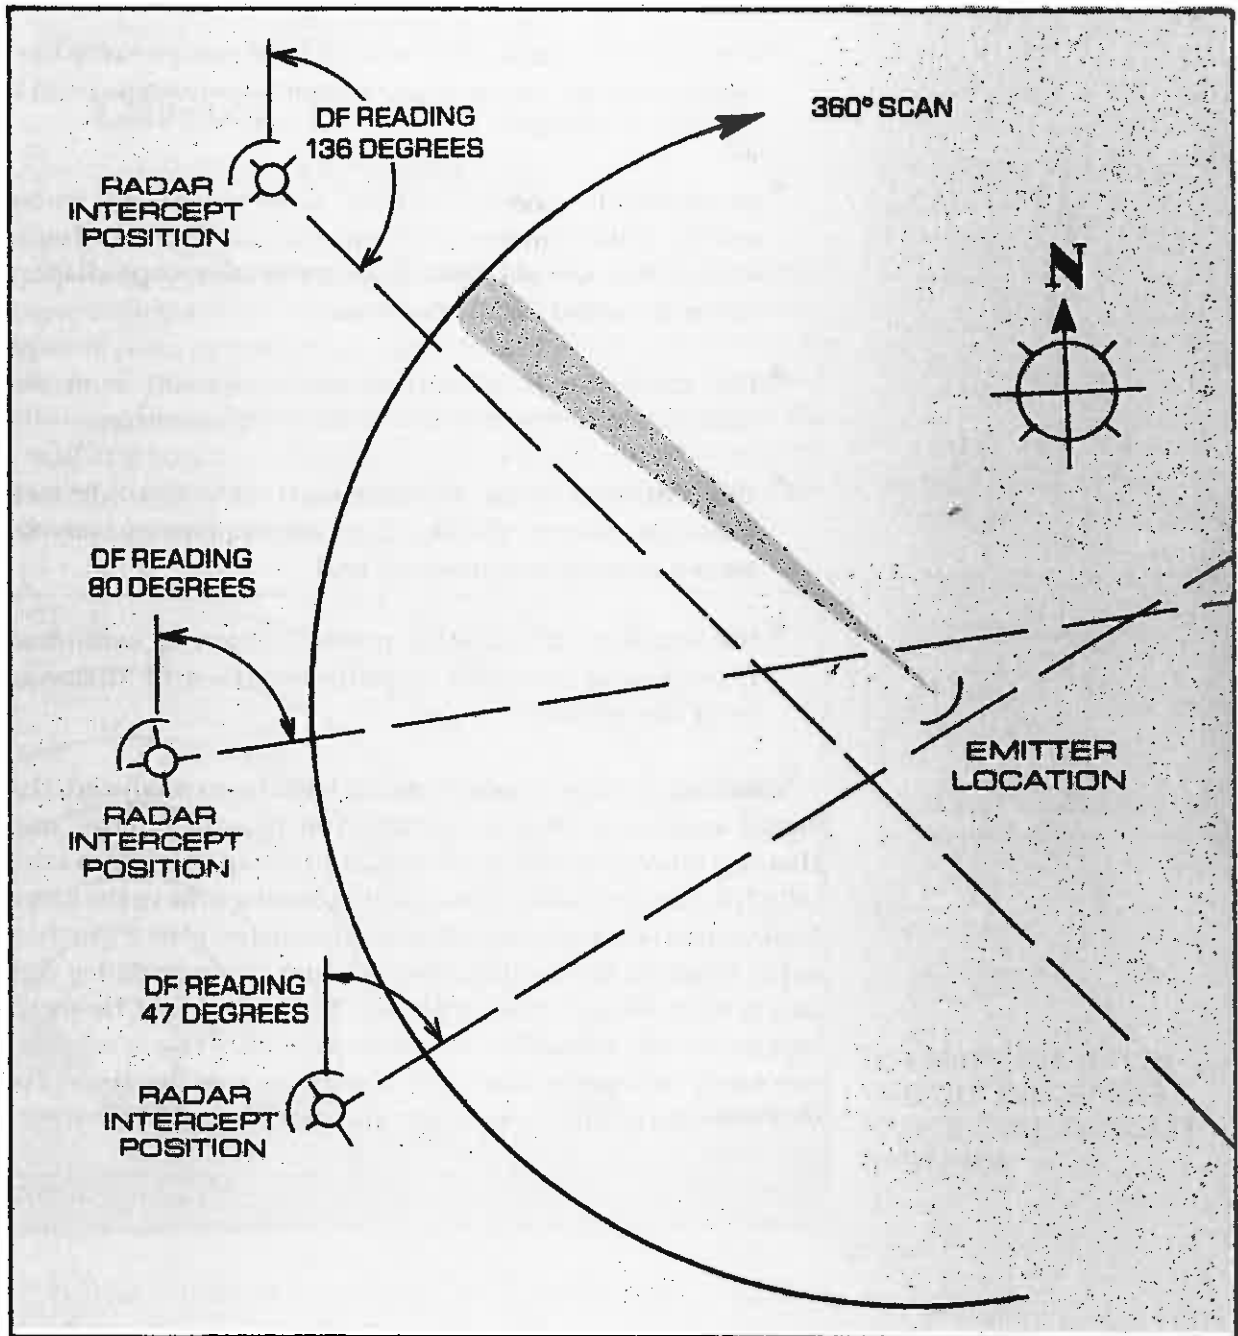 DF READING
136 DEGREES
360° SCAN
RADAR
INTERCEPT
POSITION
N
DF READING
80 DEGREES
RADAR
INTERCEPT
POSITION
EMITTER
LOCATION
DF READING
47 DEGREES
RADAR
INTERCEPT
POSITION